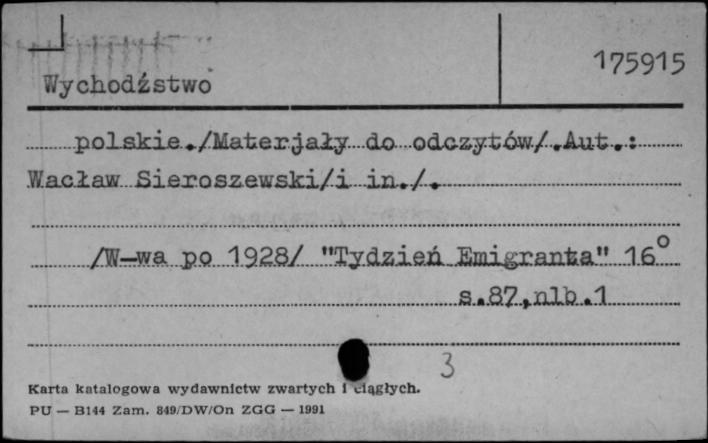 175915
Wychodźstwo
polskie./Materjały do odczytów/.Aut.:
Wacław Sieroszewski/i in./.
/W-wa po 1928/ "Tydzień Emigranta" 16°
s.87,nlb.1
3
Karta katalogowa wydawnictw zwartych i ciągłych.
PU — B144 Zam. 849/DW/On ZGG — 1991